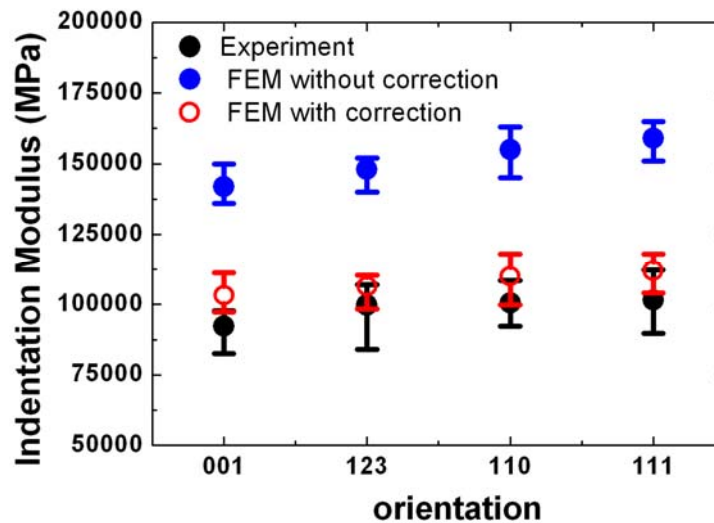 200000
175000
150000
125000
100000
75000
50000
Indentation Modulus (MPa)
Experiment
FEM without correction
FEM with correction
001 123 110 111
orientation